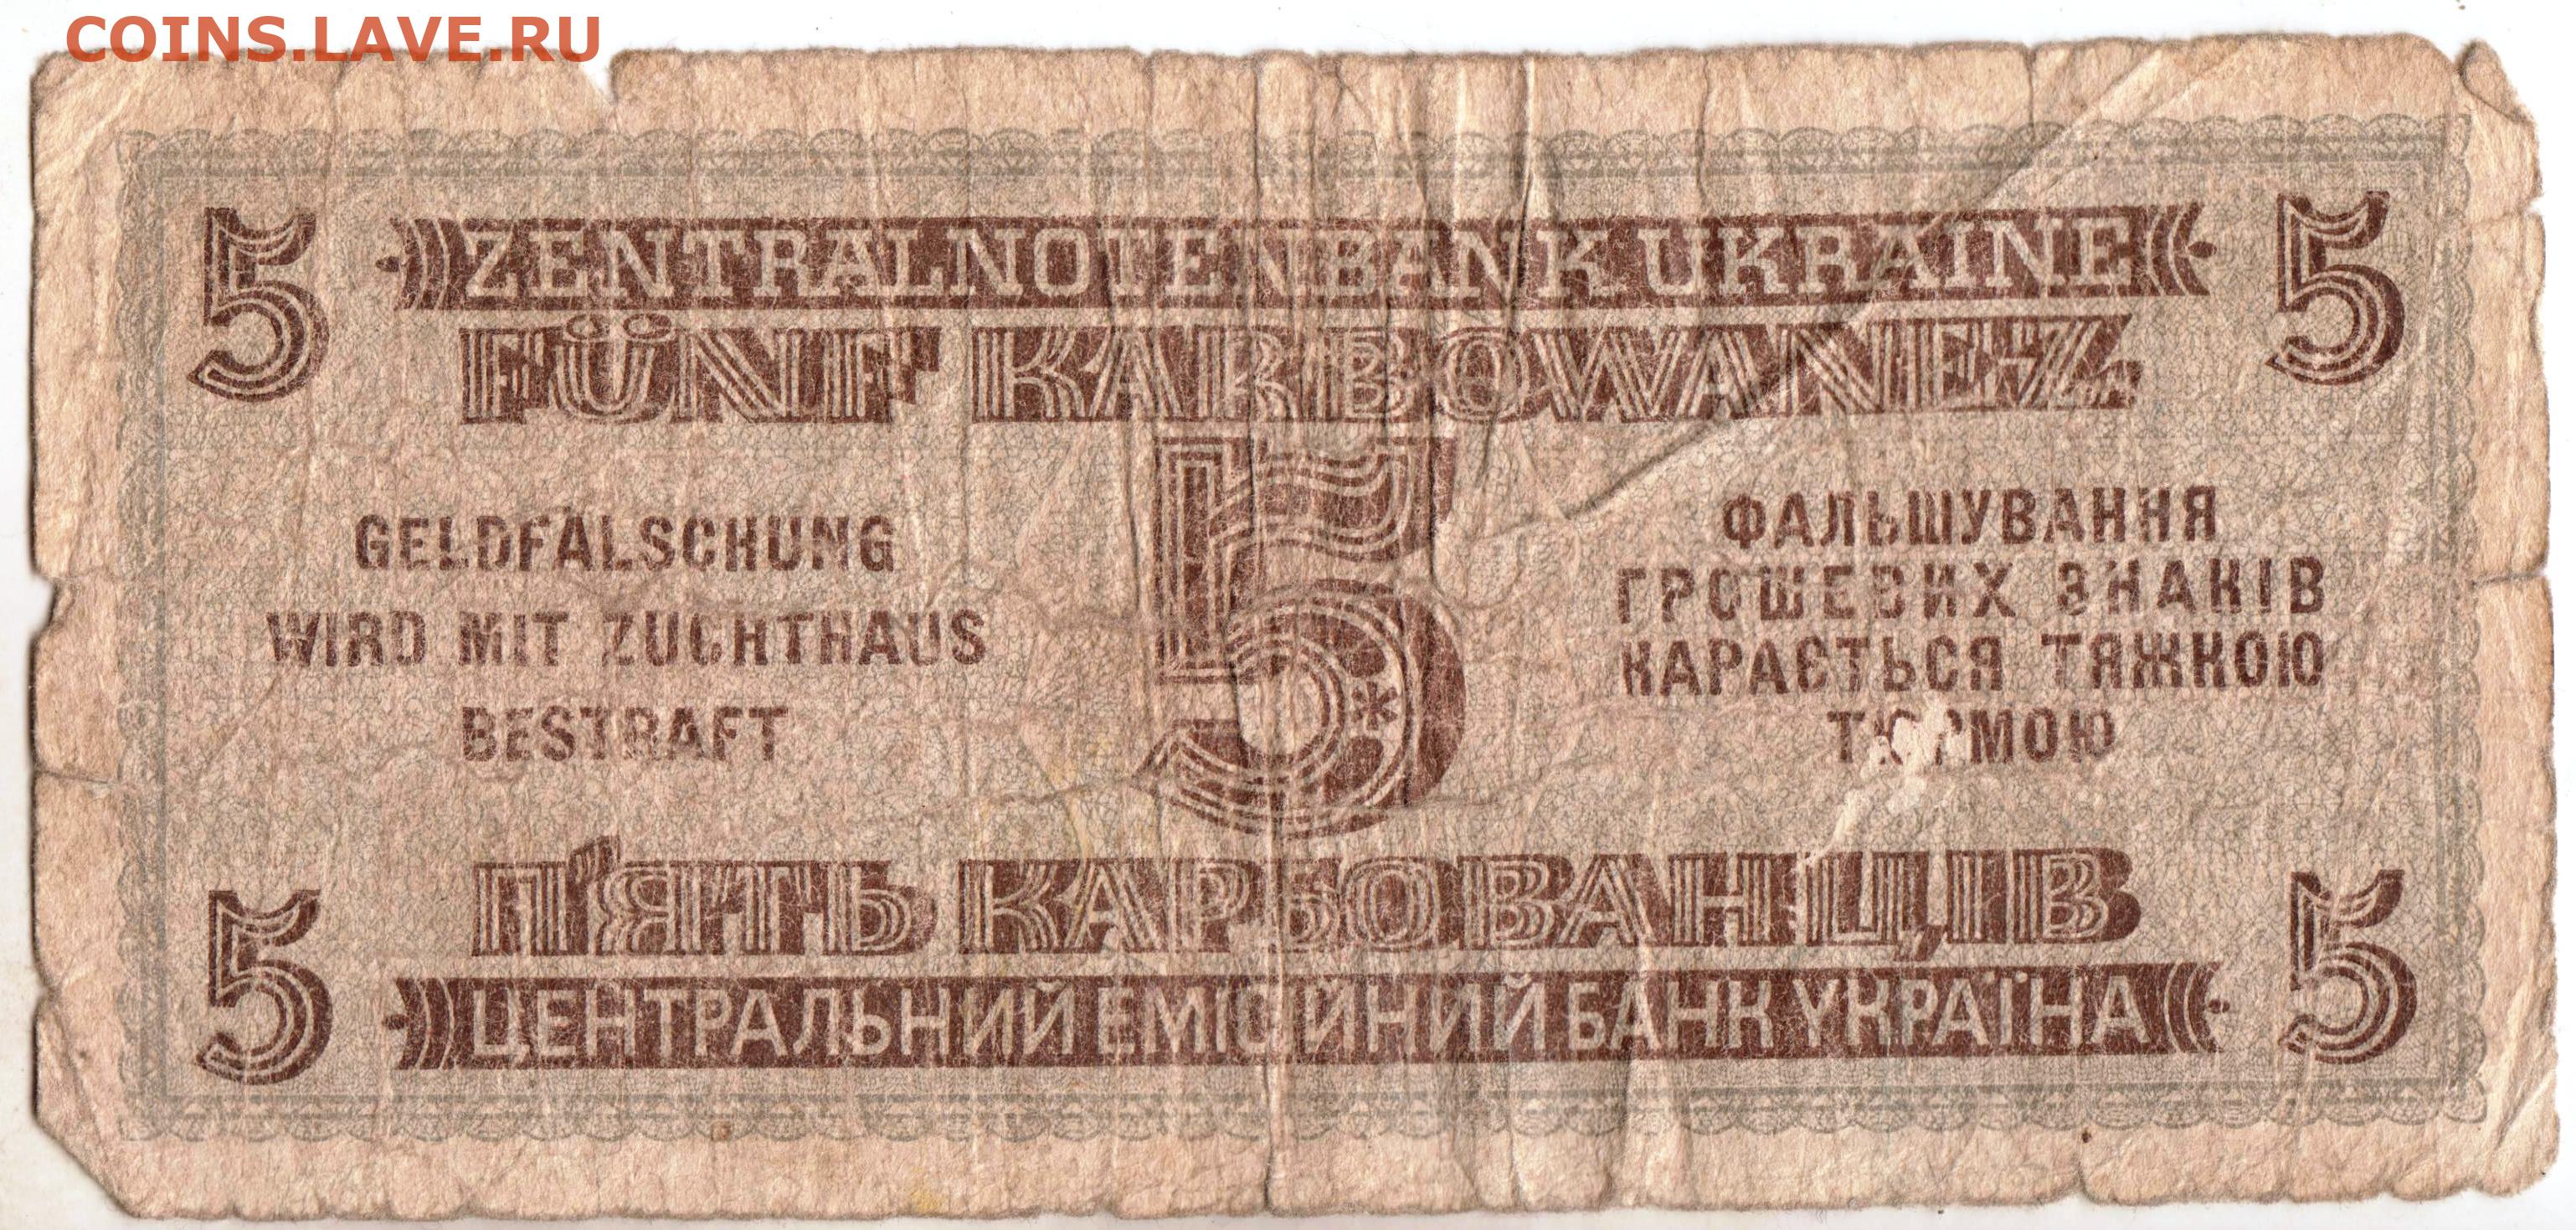 COINS.LAVE.RU
5 ZENTRALNOTENBANK UKRAINE 5
FÜNF KARBOWANEZ
GELDFÄLSCHUNG
WIRD MIT ZUCHTHAUS
BESTRAFT
5
ФАЛЬШУВАННЯ
ГРОШЕВИХ ЗНАКІВ
КАРАЄТЬСЯ ТЯЖКОЮ
ТЮРМОЮ
П'ЯТЬ КАРБОВАНЦІВ
5 ЦЕНТРАЛЬНИЙ ЕМІСІЙНИЙ БАНК УКРАЇНА 5